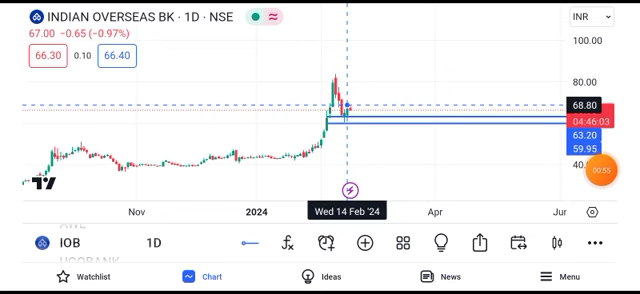 INDIAN OVERSEAS BK · 1D · NSE
INR
67.00 −0.65 (−0.97%)
66.30 0.10 66.40
100.00
80.00
68.80
04:46:03
63.20
59.95
40.
00:55
Nov 2024 Wed 14 Feb '24 Apr Jun
IOB 1D
UCOBANK
Watchlist Chart Ideas News Menu